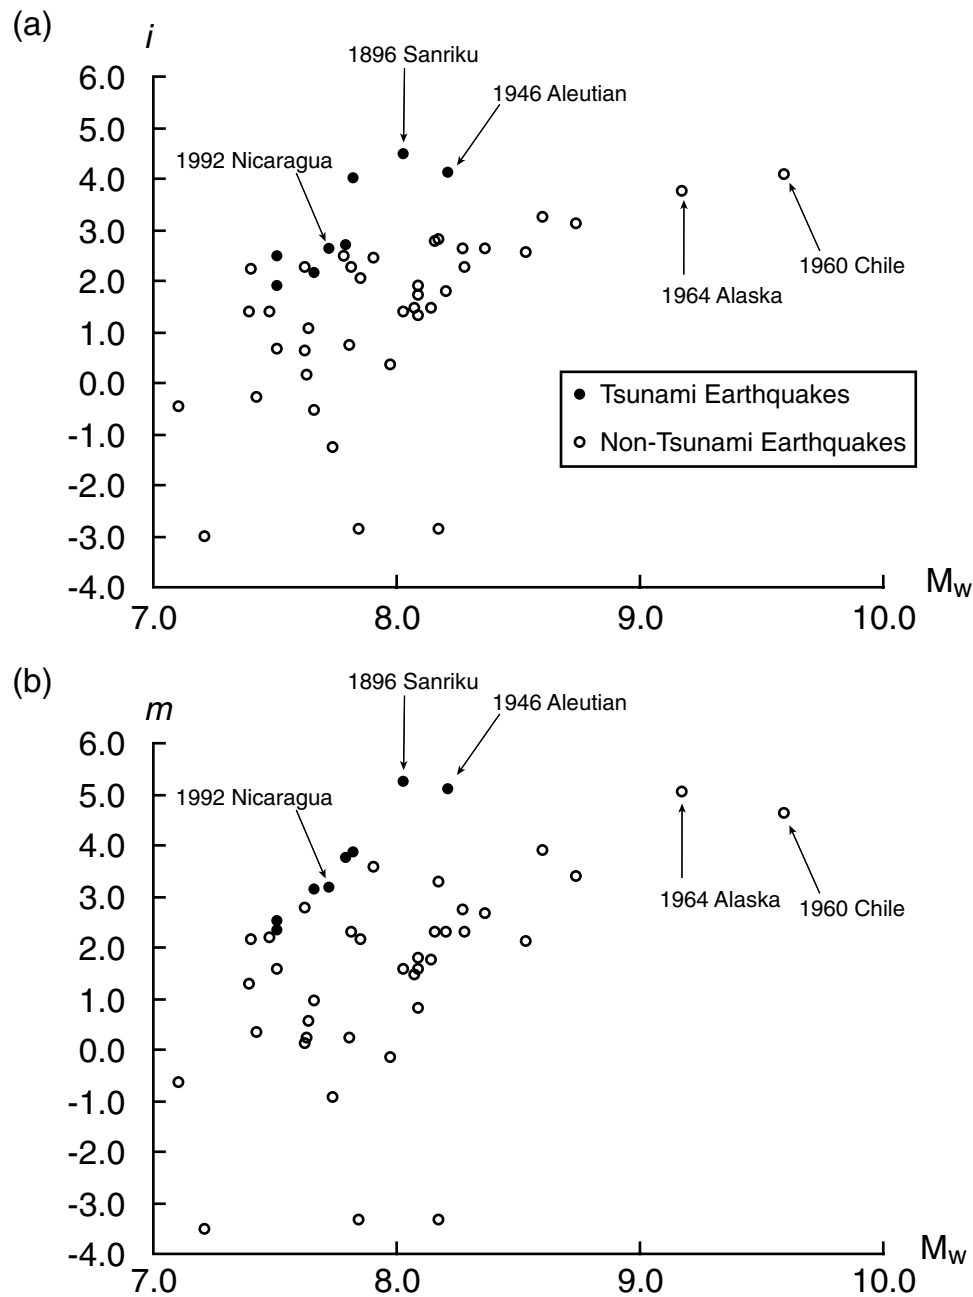 (a)
i
1896 Sanriku
6.0
1946 Aleutian
5.0
1992 Nicaragua
4.0
3.0
1960 Chile
2.0
1964 Alaska
1.0
0.0
Tsunami Earthquakes
-1.0
Non-Tsunami Earthquakes
-2.0
-3.0
-4.0
Mw
7.0 8.0 9.0 10.0
(b)
1896 Sanriku
m
1946 Aleutian
6.0
5.0
1992 Nicaragua
4.0
3.0
1964 Alaska
1960 Chile
2.0
1.0
0.0
-1.0
-2.0
-3.0
-4.0
Mw
7.0 8.0 9.0 10.0